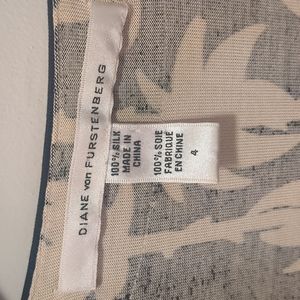 DIANE von FURSTENBERG
100% SILK
MADE IN
CHINA
100% SOIE
FABRIQUE
EN CHINE
4